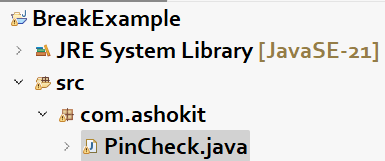 BreakExample
JRE System Library [JavaSE-21]
src
com.ashokit
PinCheck.java